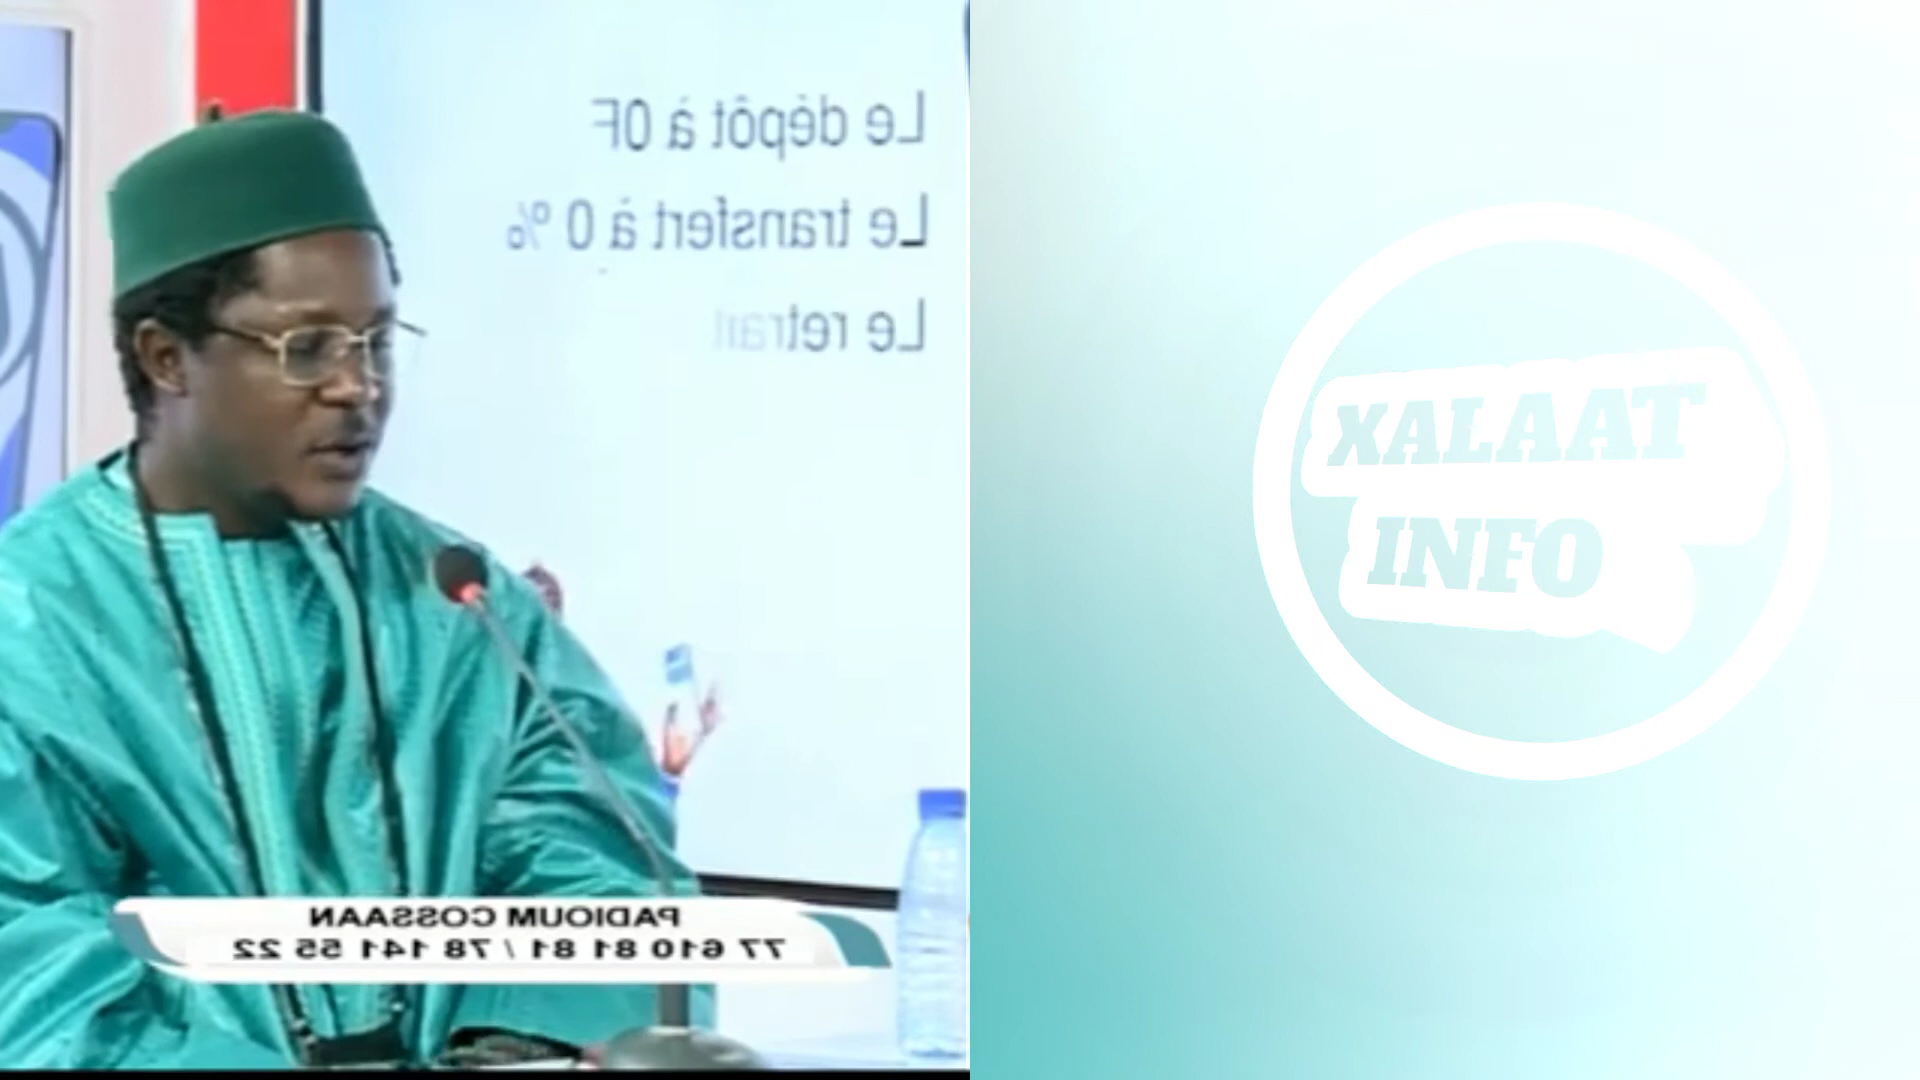 Le dépôt à 0F
Le transfert à 0 %
Le retrait
PADIOUM COSSAAN
77 610 81 81 / 78 141 55 22
XALAAT
INFO